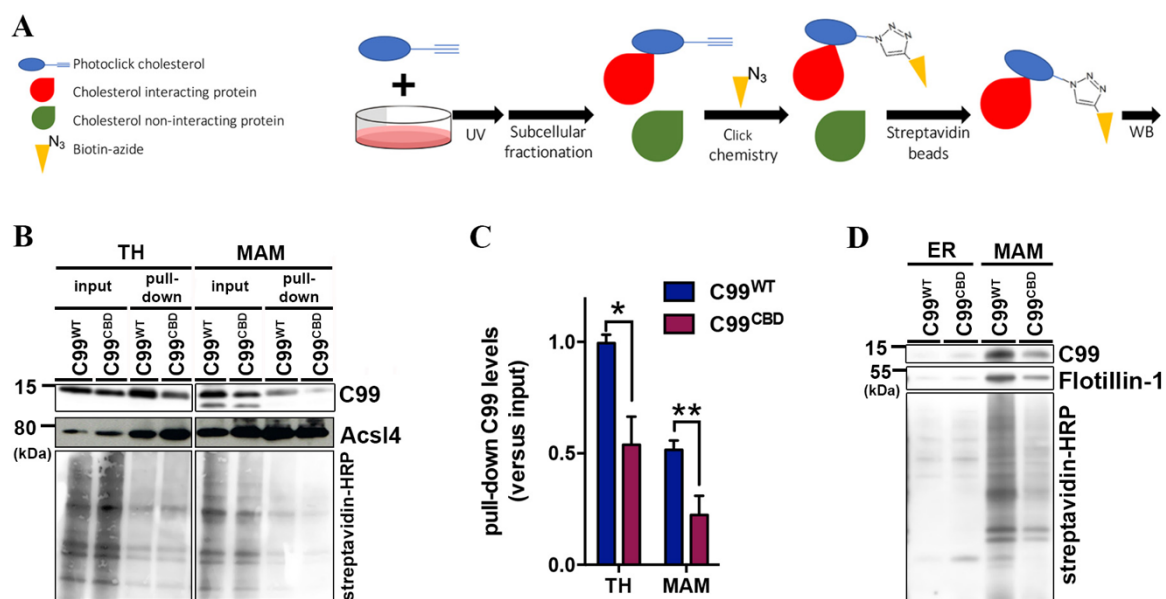 A
Photoclick cholesterol
Cholesterol interacting protein
Cholesterol non-interacting protein
N3
Biotin-azide
+
UV
Subcellular
fractionation
N3
Click
chemistry
N
N
N
Streptavidin
beads
N
N
N
WB
B
TH MAM
input pull-
down input pull-
down
C99WT C99CBD C99WT C99CBD C99WT C99CBD C99WT C99CBD
15 C99
80 Acsl4
(kDa)
streptavidin-HRP
C
C99WT
C99CBD
pull-down C99 levels
(versus input)
1.0
0.5
0.0
*
**
TH MAM
D
ER MAM
C99WT C99CBD C99WT C99CBD
15 C99
55 Flotillin-1
(kDa)
streptavidin-HRP